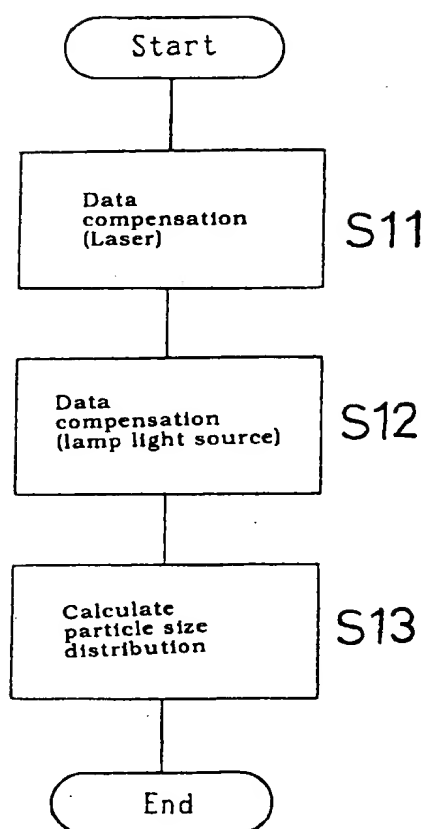 Start
Data
compensation
(Laser)
S11
Data
compensation
(lamp light source)
S12
Calculate
particle size
distribution
S13
End